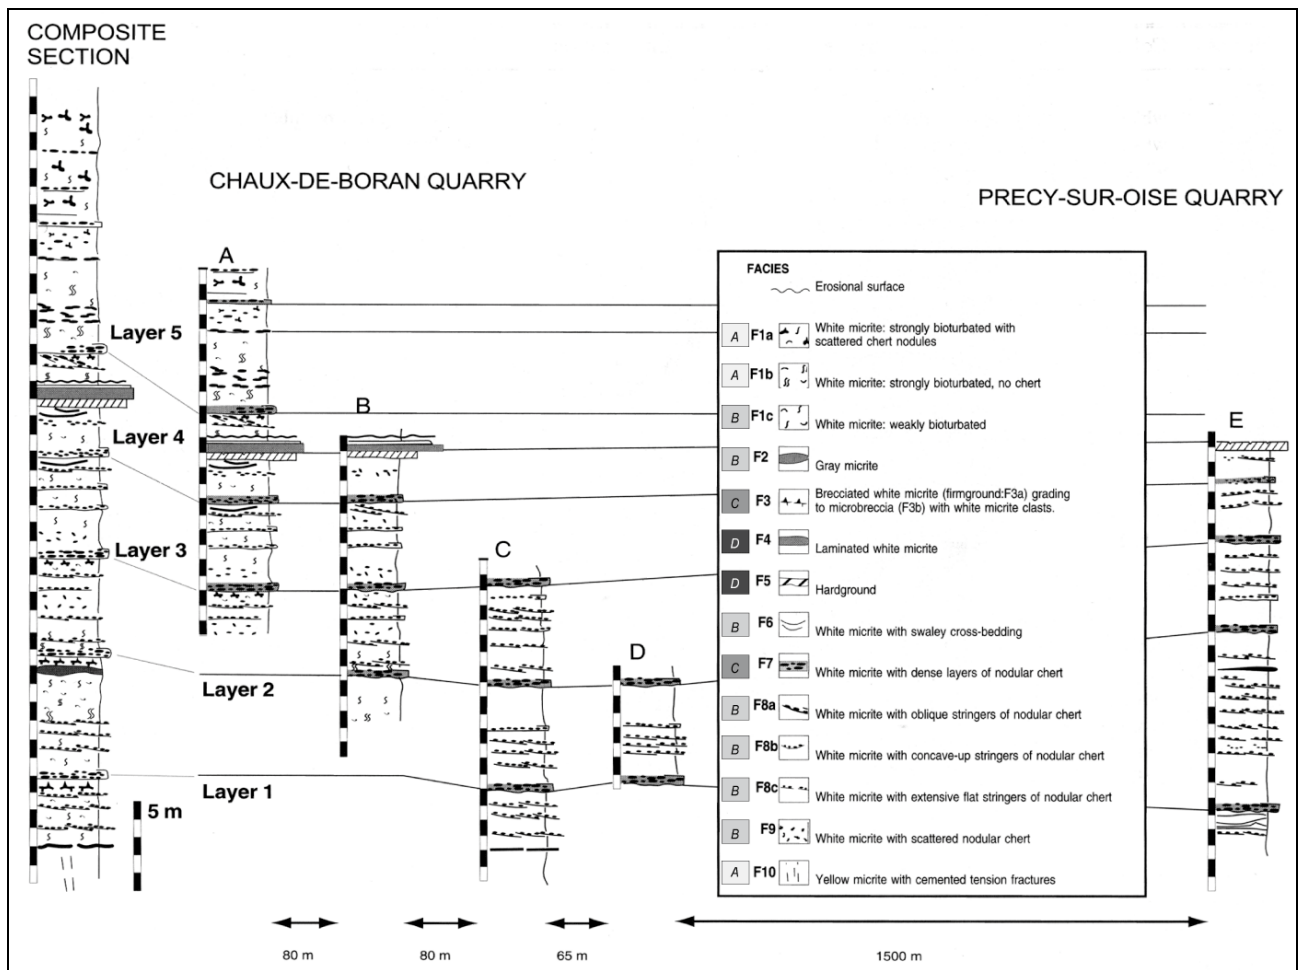 COMPOSITE
SECTION
CHAUX-DE-BORAN QUARRY
PRECY-SUR-OISE QUARRY
A
B
C
D
E
Layer 5
Layer 4
Layer 3
Layer 2
Layer 1
5 m
FACIES
Erosional surface
A F1a White micrite: strongly bioturbated with
scattered chert nodules
A F1b White micrite: strongly bioturbated, no chert
B F1c White micrite: weakly bioturbated
B F2 Gray micrite
C F3 Brecciated white micrite (firmground:F3a) grading
to microbreccia (F3b) with white micrite clasts.
D F4 Laminated white micrite
D F5 Hardground
B F6 White micrite with swaley cross-bedding
C F7 White micrite with dense layers of nodular chert
B F8a White micrite with oblique stringers of nodular chert
B F8b White micrite with concave-up stringers of nodular chert
B F8c White micrite with extensive flat stringers of nodular chert
B F9 White micrite with scattered nodular chert
A F10 Yellow micrite with cemented tension fractures
80 m
80 m
65 m
1500 m